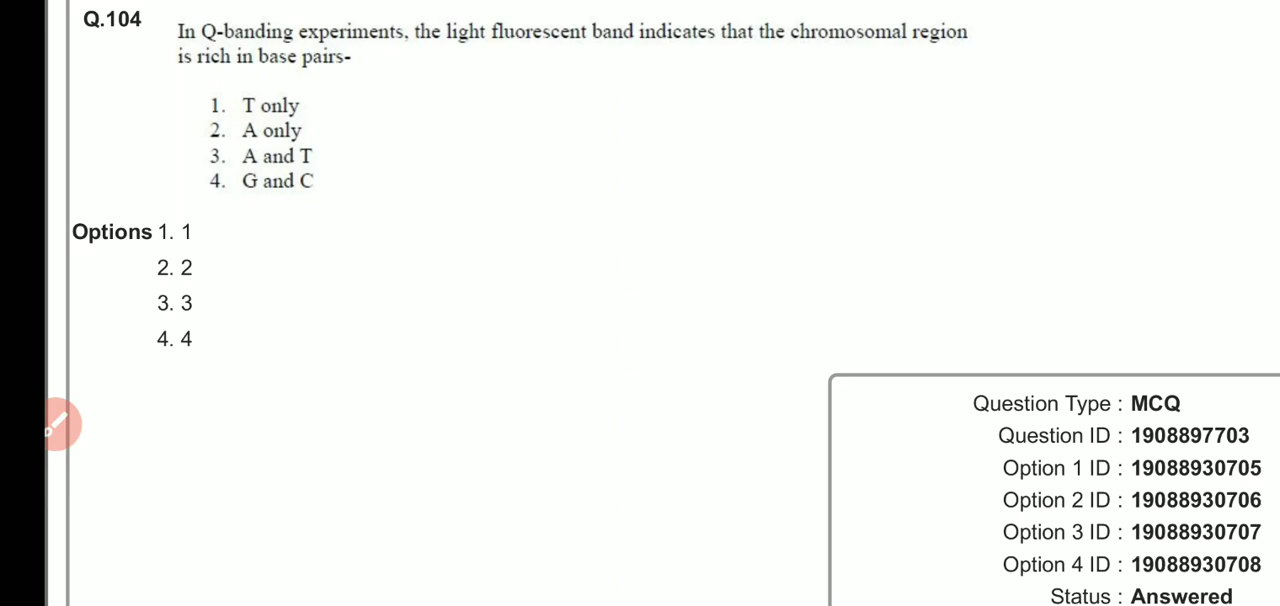 Q.104
In Q-banding experiments, the light fluorescent band indicates that the chromosomal region
is rich in base pairs-
1. T only
2. A only
3. A and T
4. G and C
Options 1. 1
2. 2
3. 3
4. 4
Question Type : MCQ
Question ID : 1908897703
Option 1 ID : 19088930705
Option 2 ID : 19088930706
Option 3 ID : 19088930707
Option 4 ID : 19088930708
Status : Answered